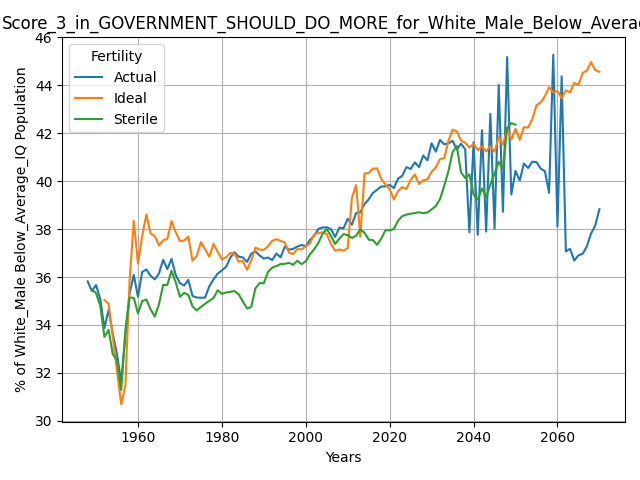 Score_3_in_GOVERNMENT_SHOULD_DO_MORE_for_White_Male_Below_Avera
Fertility
Actual
Ideal
Sterile
% of White_Male Below_Average_IQ Population
46
44
42
40
38
36
34
32
30
1960
1980
2000
2020
2040
2060
Years